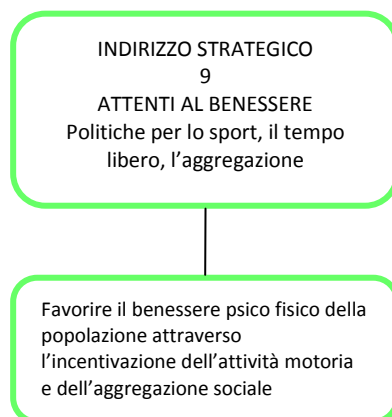 INDIRIZZO STRATEGICO
9
ATTENTI AL BENESSERE
Politiche per lo sport, il tempo
libero, l’aggregazione
Favorire il benessere psico fisico della
popolazione attraverso
l’incentivazione dell’attività motoria
e dell’aggregazione sociale